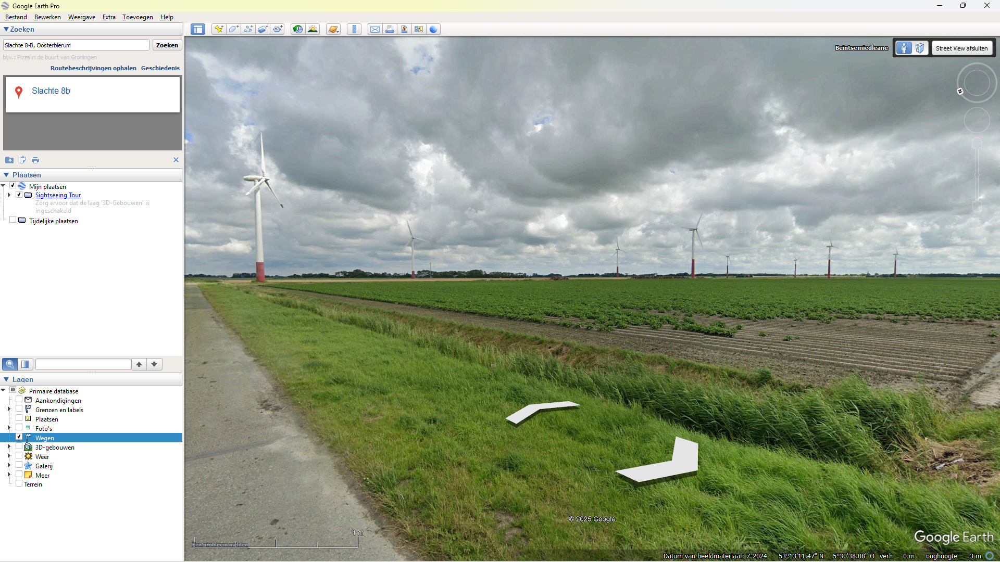 Google Earth Pro
Bestand Bewerken Weergave Extra Toevoegen Help
Zoeken
Slachte 8-B, Oosterbierum
Zoeken
bijv.: Pizza in de buurt van Groningen
Routebeschrijvingen ophalen Geschiedenis
Slachte 8b
Plaatsen
Mijn plaatsen
Sightseeing Tour
Zorg ervoor dat de laag '3D-Gebouwen' is
ingeschakeld
Tijdelijke plaatsen
Lagen
Primaire database
Aankondigingen
Grenzen en labels
Plaatsen
Foto's
Wegen
3D-gebouwen
Weer
Galerij
Meer
Terrein
Beintsemiedleane
Street View afsluiten
N
© 2025 Google
1 m
Een probleem melden
Google Earth
Datum van beeldmateriaal: 7-2024 53°13'11.47" N 5°30'38.08" O verh 0 m ooghoogte 3 m